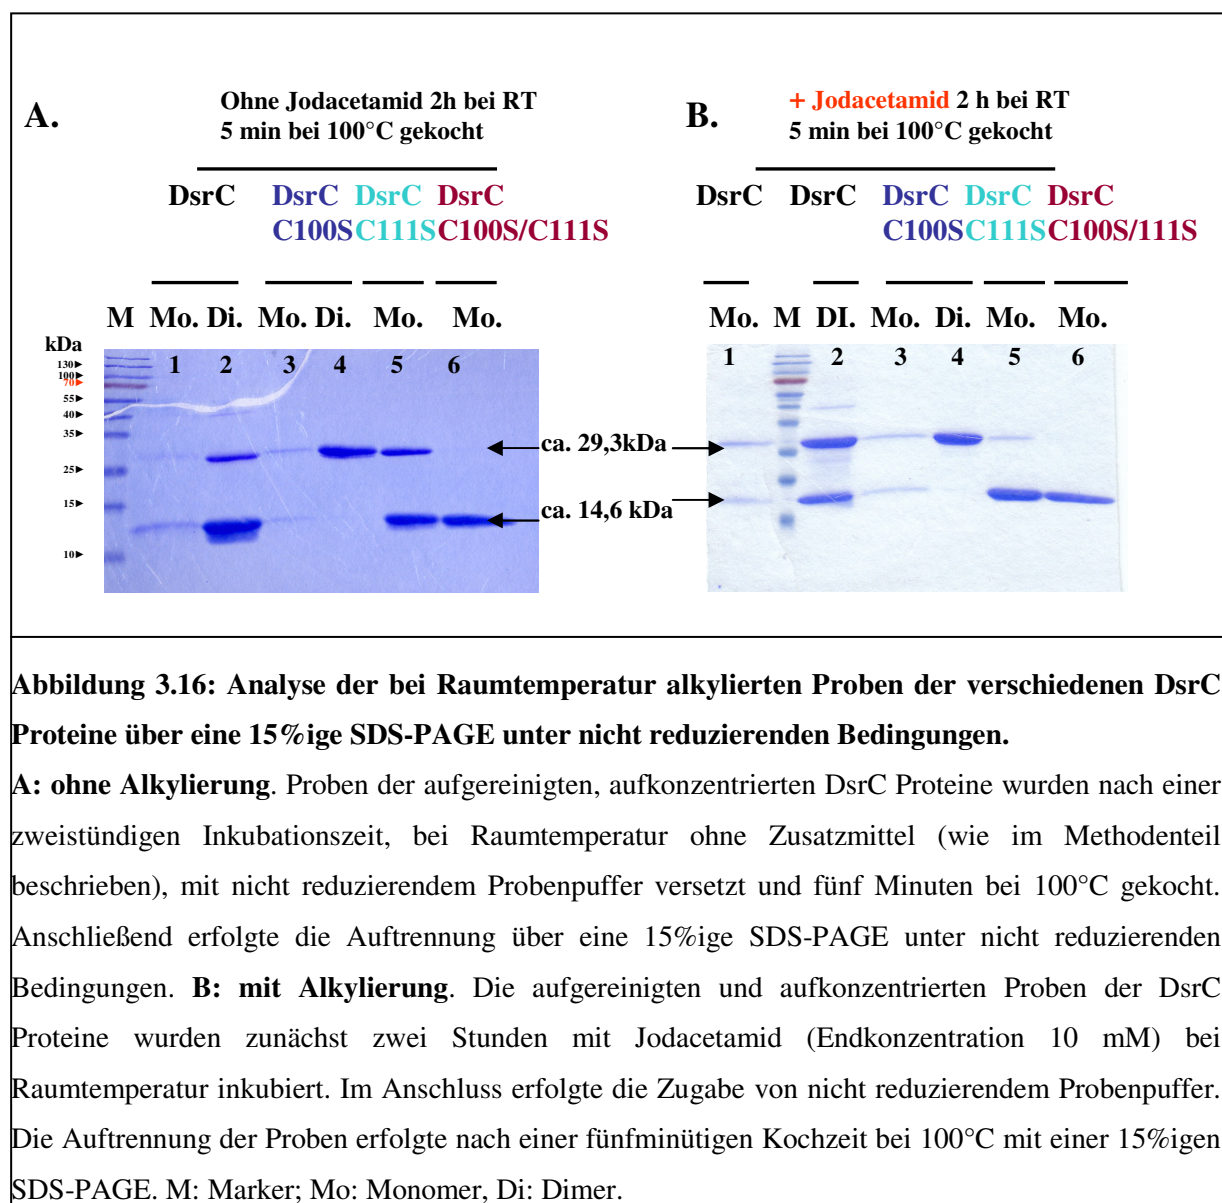 A.
Ohne Jodacetamid 2h bei RT
5 min bei 100°C gekocht
DsrC DsrC DsrC DsrC
C100S C111S C100S/C111S
M Mo. Di. Mo. Di. Mo. Mo.
kDa
1 2 3 4 5 6
130
100
70
55
40
35
25
15
10
B.
+ Jodacetamid 2 h bei RT
5 min bei 100°C gekocht
DsrC DsrC DsrC DsrC DsrC
C100S C111S C100S/111S
Mo. M DI. Mo. Di. Mo. Mo.
1 2 3 4 5 6
ca. 29,3kDa
ca. 14,6 kDa
Abbildung 3.16: Analyse der bei Raumtemperatur alkylierten Proben der verschiedenen DsrC
Proteine über eine 15%ige SDS-PAGE unter nicht reduzierenden Bedingungen.
A: ohne Alkylierung. Proben der aufgereinigten, aufkonzentrierten DsrC Proteine wurden nach einer
zweistündigen Inkubationszeit, bei Raumtemperatur ohne Zusatzmittel (wie im Methodenteil
beschrieben), mit nicht reduzierendem Probenpuffer versetzt und fünf Minuten bei 100°C gekocht.
Anschließend erfolgte die Auftrennung über eine 15%ige SDS-PAGE unter nicht reduzierenden
Bedingungen. B: mit Alkylierung. Die aufgereinigten und aufkonzentrierten Proben der DsrC
Proteine wurden zunächst zwei Stunden mit Jodacetamid (Endkonzentration 10 mM) bei
Raumtemperatur inkubiert. Im Anschluss erfolgte die Zugabe von nicht reduzierendem Probenpuffer.
Die Auftrennung der Proben erfolgte nach einer fünfminütigen Kochzeit bei 100°C mit einer 15%igen
SDS-PAGE. M: Marker; Mo: Monomer, Di: Dimer.